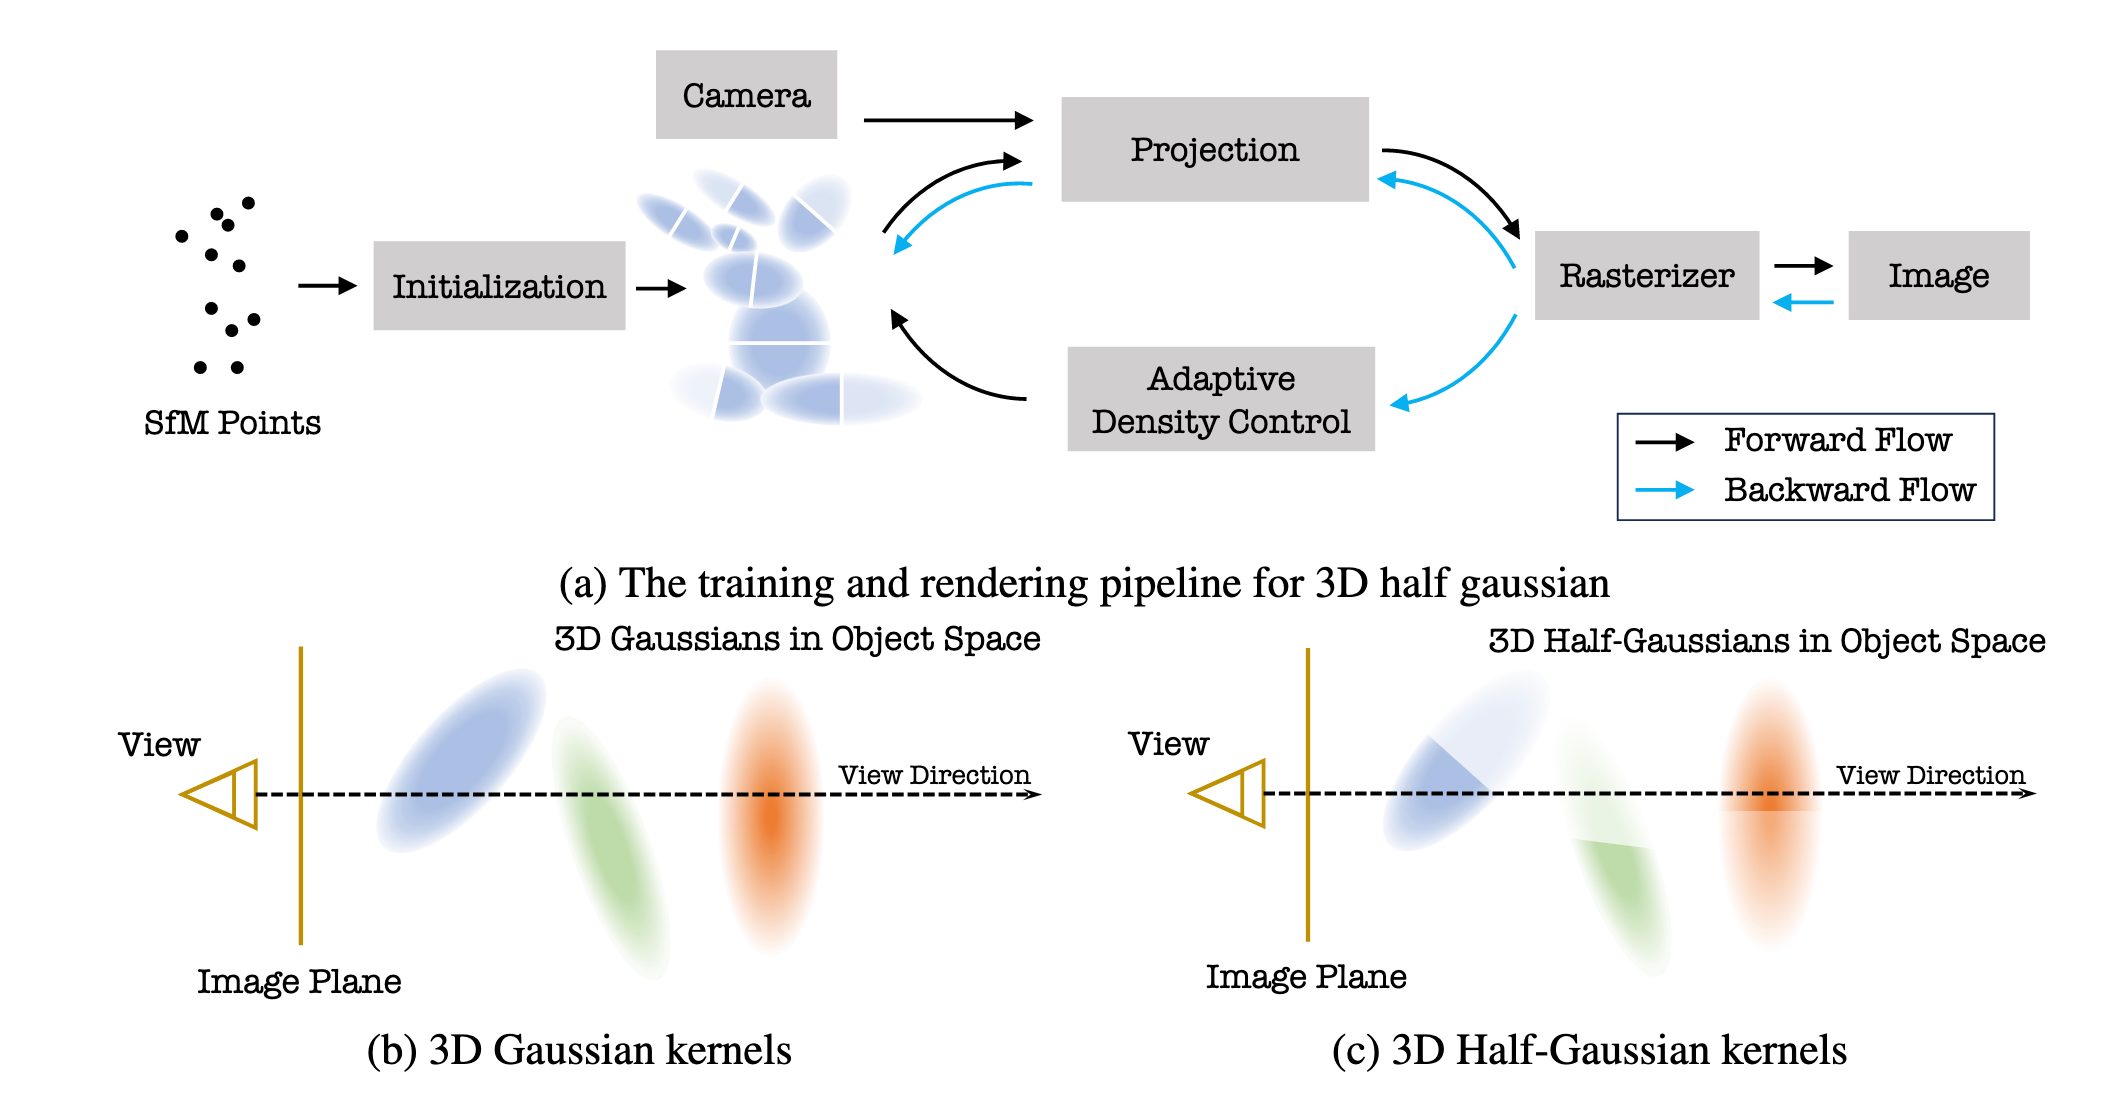 Camera
Projection
Initialization
Rasterizer
Image
SfM Points
Adaptive
Density Control
Forward Flow
Backward Flow
(a) The training and rendering pipeline for 3D half gaussian
3D Gaussians in Object Space
View
View Direction
Image Plane
(b) 3D Gaussian kernels
3D Half-Gaussians in Object Space
View
View Direction
Image Plane
(c) 3D Half-Gaussian kernels